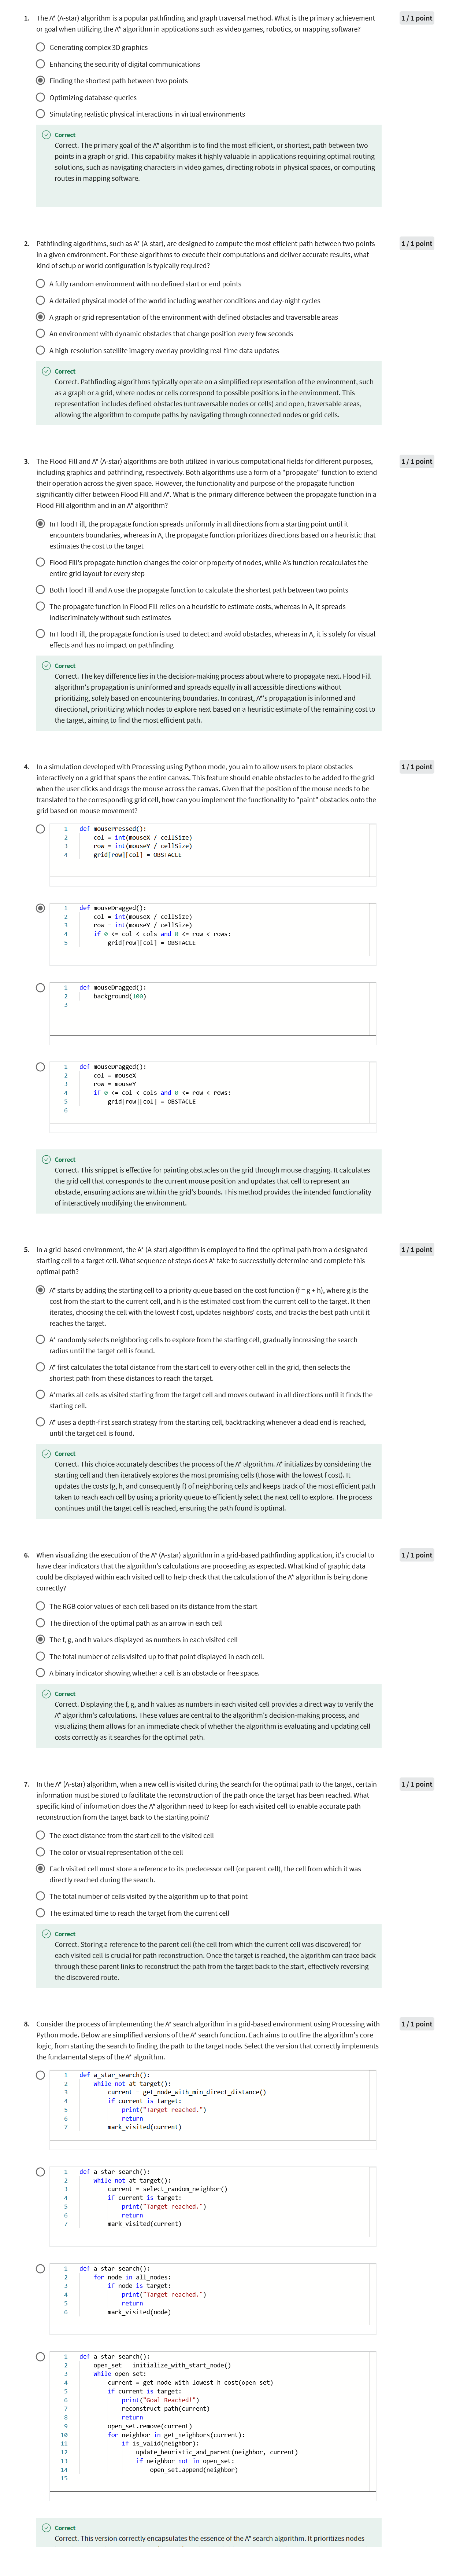 1. The A* (A-star) algorithm is a popular pathfinding and graph traversal method. What is the primary achievement
or goal when utilizing the A* algorithm in applications such as video games, robotics, or mapping software?
1 / 1 point
Generating complex 3D graphics
Enhancing the security of digital communications
Finding the shortest path between two points
Optimizing database queries
Simulating realistic physical interactions in virtual environments
Correct
Correct. The primary goal of the A* algorithm is to find the most efficient, or shortest, path between two
points in a graph or grid. This capability makes it highly valuable in applications requiring optimal routing
solutions, such as navigating characters in video games, directing robots in physical spaces, or computing
routes in mapping software.
2. Pathfinding algorithms, such as A* (A-star), are designed to compute the most efficient path between two points
in a given environment. For these algorithms to execute their computations and deliver accurate results, what
kind of setup or world configuration is typically required?
1 / 1 point
A fully random environment with no defined start or end points
A detailed physical model of the world including weather conditions and day-night cycles
A graph or grid representation of the environment with defined obstacles and traversable areas
An environment with dynamic obstacles that change position every few seconds
A high-resolution satellite imagery overlay providing real-time data updates
Correct
Correct. Pathfinding algorithms typically operate on a simplified representation of the environment, such
as a graph or a grid, where nodes or cells correspond to possible positions in the environment. This
representation includes defined obstacles (untraversable nodes or cells) and open, traversable areas,
allowing the algorithm to compute paths by navigating through connected nodes or grid cells.
3. The Flood Fill and A* (A-star) algorithms are both utilized in various computational fields for different purposes,
including graphics and pathfinding, respectively. Both algorithms use a form of a "propagate" function to extend
their operation across the given space. However, the functionality and purpose of the propagate function
significantly differ between Flood Fill and A*. What is the primary difference between the propagate function in a
Flood Fill algorithm and in an A* algorithm?
1 / 1 point
In Flood Fill, the propagate function spreads uniformly in all directions from a starting point until it
encounters boundaries, whereas in A, the propagate function prioritizes directions based on a heuristic that
estimates the cost to the target
Flood Fill's propagate function changes the color or property of nodes, while A's function recalculates the
entire grid layout for every step
Both Flood Fill and A use the propagate function to calculate the shortest path between two points
The propagate function in Flood Fill relies on a heuristic to estimate costs, whereas in A, it spreads
indiscriminately without such estimates
In Flood Fill, the propagate function is used to detect and avoid obstacles, whereas in A, it is solely for visual
effects and has no impact on pathfinding
Correct
Correct. The key difference lies in the decision-making process about where to propagate next. Flood Fill
algorithm's propagation is uninformed and spreads equally in all accessible directions without
prioritizing, solely based on encountering boundaries. In contrast, A*'s propagation is informed and
directional, prioritizing which nodes to explore next based on a heuristic estimate of the remaining cost to
the target, aiming to find the most efficient path.
4. In a simulation developed with Processing using Python mode, you aim to allow users to place obstacles
interactively on a grid that spans the entire canvas. This feature should enable obstacles to be added to the grid
when the user clicks and drags the mouse across the canvas. Given that the position of the mouse needs to be
translated to the corresponding grid cell, how can you implement the functionality to "paint" obstacles onto the
grid based on mouse movement?
1 / 1 point
1 def mousePressed():
2 col = int(mouseX / cellSize)
3 row = int(mouseY / cellSize)
4 grid[row][col] = OBSTACLE
1 def mouseDragged():
2 col = int(mouseX / cellSize)
3 row = int(mouseY / cellSize)
4 if 0 <= col < cols and 0 <= row < rows:
5 grid[row][col] = OBSTACLE
1 def mouseDragged():
2 background(100)
3
1 def mouseDragged():
2 col = mouseX
3 row = mouseY
4 if 0 <= col < cols and 0 <= row < rows:
5 grid[row][col] = OBSTACLE
6
Correct
Correct. This snippet is effective for painting obstacles on the grid through mouse dragging. It calculates
the grid cell that corresponds to the current mouse position and updates that cell to represent an
obstacle, ensuring actions are within the grid's bounds. This method provides the intended functionality
of interactively modifying the environment.
5. In a grid-based environment, the A* (A-star) algorithm is employed to find the optimal path from a designated
starting cell to a target cell. What sequence of steps does A* take to successfully determine and complete this
optimal path?
1 / 1 point
A* starts by adding the starting cell to a priority queue based on the cost function (f = g + h), where g is the
cost from the start to the current cell, and h is the estimated cost from the current cell to the target. It then
iterates, choosing the cell with the lowest f cost, updates neighbors' costs, and tracks the best path until it
reaches the target.
A* randomly selects neighboring cells to explore from the starting cell, gradually increasing the search
radius until the target cell is found.
A* first calculates the total distance from the start cell to every other cell in the grid, then selects the
shortest path from these distances to reach the target.
A*marks all cells as visited starting from the target cell and moves outward in all directions until it finds the
starting cell.
A* uses a depth-first search strategy from the starting cell, backtracking whenever a dead end is reached,
until the target cell is found.
Correct
Correct. This choice accurately describes the process of the A* algorithm. A* initializes by considering the
starting cell and then iteratively explores the most promising cells (those with the lowest f cost). It
updates the costs (g, h, and consequently f) of neighboring cells and keeps track of the most efficient path
taken to reach each cell by using a priority queue to efficiently select the next cell to explore. The process
continues until the target cell is reached, ensuring the path found is optimal.
6. When visualizing the execution of the A* (A-star) algorithm in a grid-based pathfinding application, it's crucial to
have clear indicators that the algorithm's calculations are proceeding as expected. What kind of graphic data
could be displayed within each visited cell to help check that the calculation of the A* algorithm is being done
correctly?
1 / 1 point
The RGB color values of each cell based on its distance from the start
The direction of the optimal path as an arrow in each cell
The f, g, and h values displayed as numbers in each visited cell
The total number of cells visited up to that point displayed in each cell.
A binary indicator showing whether a cell is an obstacle or free space.
Correct
Correct. Displaying the f, g, and h values as numbers in each visited cell provides a direct way to verify the
A* algorithm's calculations. These values are central to the algorithm's decision-making process, and
visualizing them allows for an immediate check of whether the algorithm is evaluating and updating cell
costs correctly as it searches for the optimal path.
7. In the A* (A-star) algorithm, when a new cell is visited during the search for the optimal path to the target, certain
information must be stored to facilitate the reconstruction of the path once the target has been reached. What
specific kind of information does the A* algorithm need to keep for each visited cell to enable accurate path
reconstruction from the target back to the starting point?
1 / 1 point
The exact distance from the start cell to the visited cell
The color or visual representation of the cell
Each visited cell must store a reference to its predecessor cell (or parent cell), the cell from which it was
directly reached during the search.
The total number of cells visited by the algorithm up to that point
The estimated time to reach the target from the current cell
Correct
Correct. Storing a reference to the parent cell (the cell from which the current cell was discovered) for
each visited cell is crucial for path reconstruction. Once the target is reached, the algorithm can trace back
through these parent links to reconstruct the path from the target back to the start, effectively reversing
the discovered route.
8. Consider the process of implementing the A* search algorithm in a grid-based environment using Processing with
Python mode. Below are simplified versions of the A* search function. Each aims to outline the algorithm's core
logic, from starting the search to finding the path to the target node. Select the version that correctly implements
the fundamental steps of the A* algorithm.
1 / 1 point
1 def a_star_search():
2 while not at_target():
3 current = get_node_with_min_direct_distance()
4 if current is target:
5 print("Target reached.")
6 return
7 mark_visited(current)
1 def a_star_search():
2 while not at_target():
3 current = select_random_neighbor()
4 if current is target:
5 print("Target reached.")
6 return
7 mark_visited(current)
1 def a_star_search():
2 for node in all_nodes:
3 if node is target:
4 print("Target reached.")
5 return
6 mark_visited(node)
1 def a_star_search():
2 open_set = initialize_with_start_node()
3 while open_set:
4 current = get_node_with_lowest_h_cost(open_set)
5 if current is target:
6 print("Goal Reached!")
7 reconstruct_path(current)
8 return
9 open_set.remove(current)
10 for neighbor in get_neighbors(current):
11 if is_valid(neighbor):
12 update_heuristic_and_parent(neighbor, current)
13 if neighbor not in open_set:
14 open_set.append(neighbor)
15
Correct
Correct. This version correctly encapsulates the essence of the A* search algorithm. It prioritizes nodes